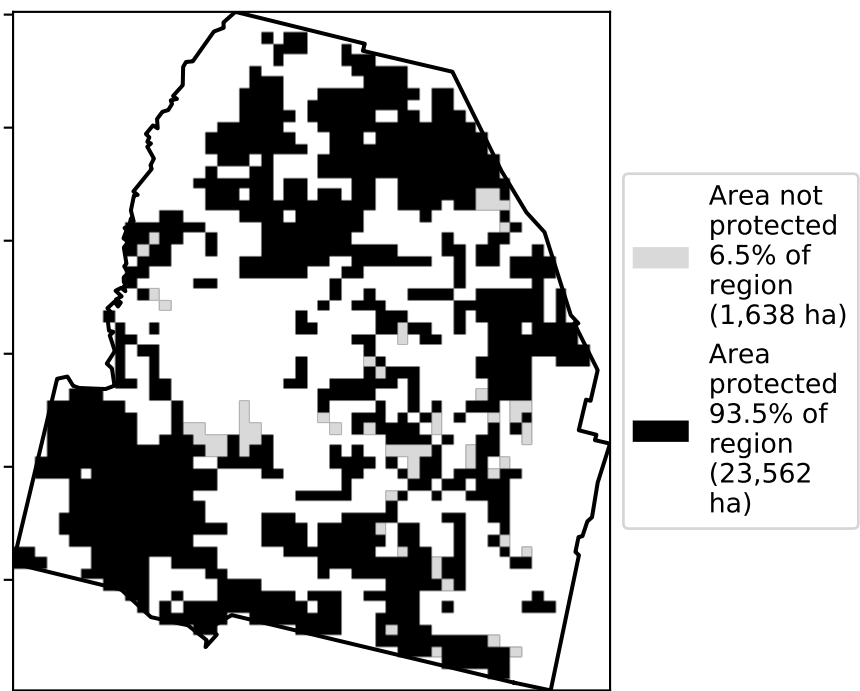 Area not
protected
6.5% of
region
(1,638 ha)
Area
protected
93.5% of
region
(23,562
ha)